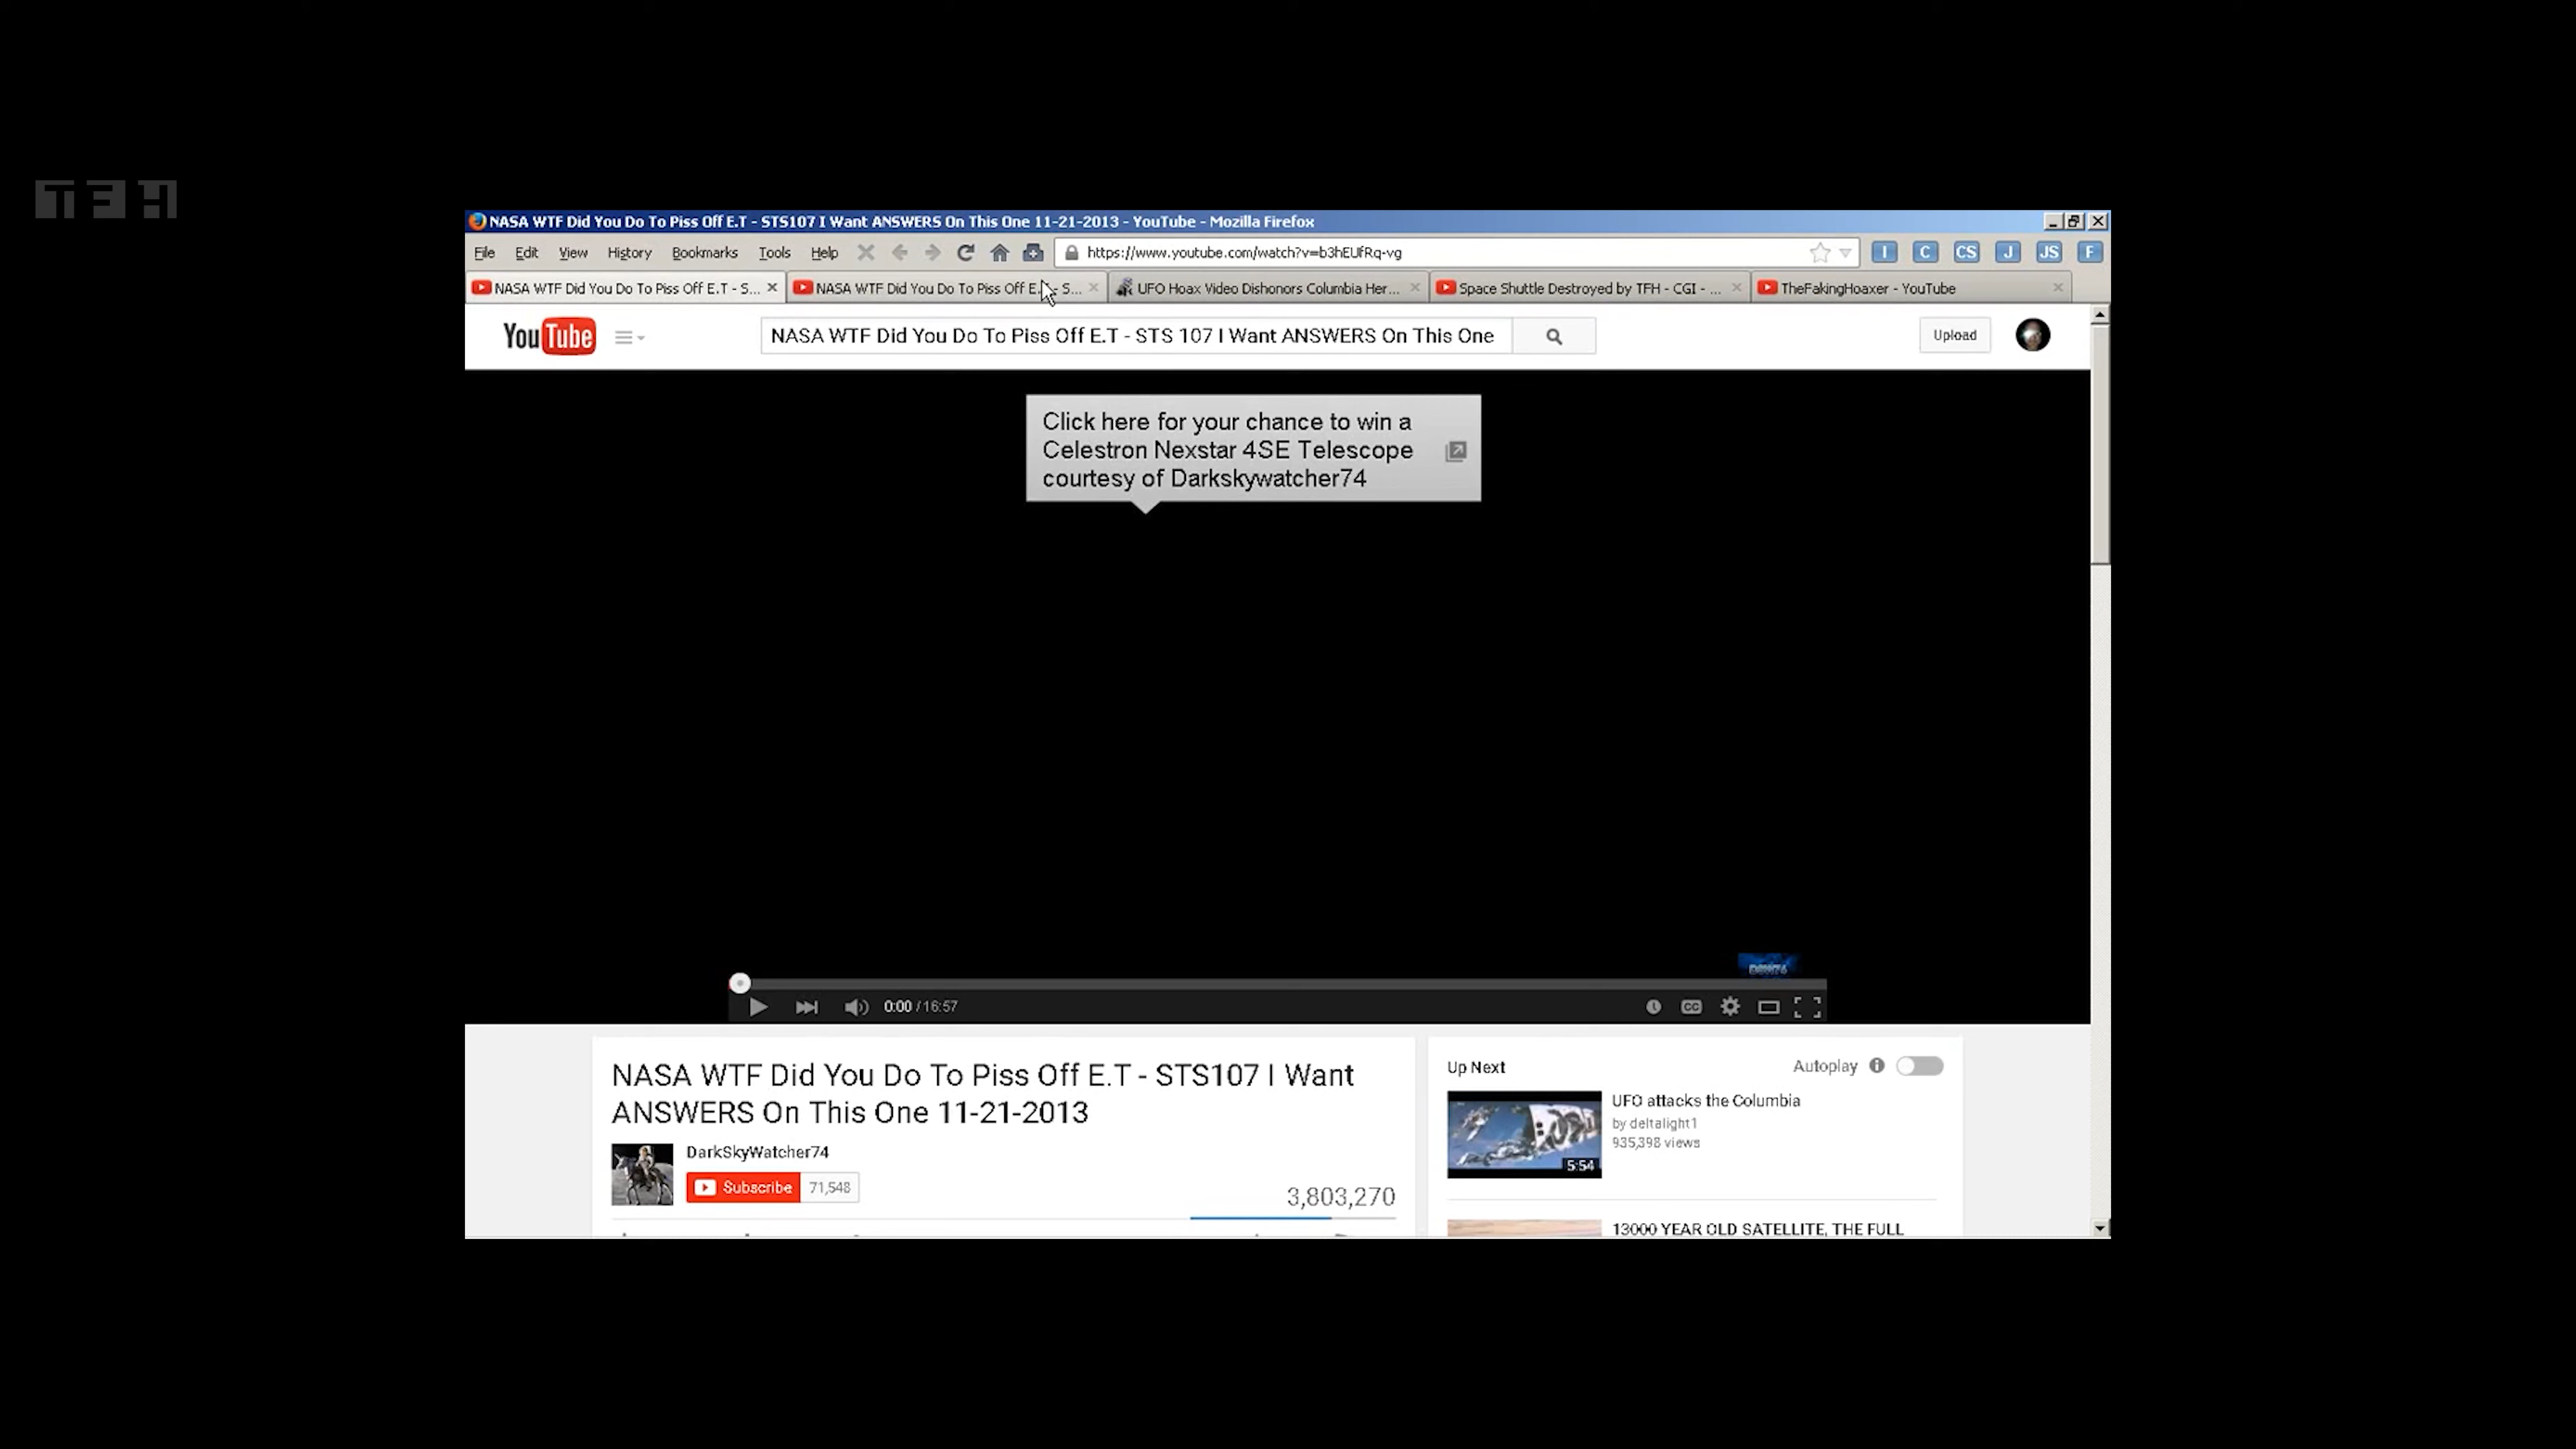 TFH
NASA WTF Did You Do To Piss Off E.T - STS107 I Want ANSWERS On This One 11-21-2013 - YouTube - Mozilla Firefox
File Edit View History Bookmarks Tools Help https://www.youtube.com/watch?v=b3hEUfRq-vg I C CS J JS F
NASA WTF Did You Do To Piss Off E.T - S... NASA WTF Did You Do To Piss Off E. - S... UFO Hoax Video Dishonors Columbia Her... Space Shuttle Destroyed by TFH - CGI - ... TheFakingHoaxer - YouTube
YouTube NASA WTF Did You Do To Piss Off E.T - STS 107 I Want ANSWERS On This One Upload
Click here for your chance to win a
Celestron Nexstar 4SE Telescope
courtesy of Darkskywatcher74
DSW74
0:00 / 16:57 CC
NASA WTF Did You Do To Piss Off E.T - STS107 I Want
ANSWERS On This One 11-21-2013
DarkSkyWatcher74
Subscribe 71,548
3,803,270
Up Next Autoplay
UFO attacks the Columbia
by deltalight1
935,398 views
5:54
13000 YEAR OLD SATELLITE, THE FULL